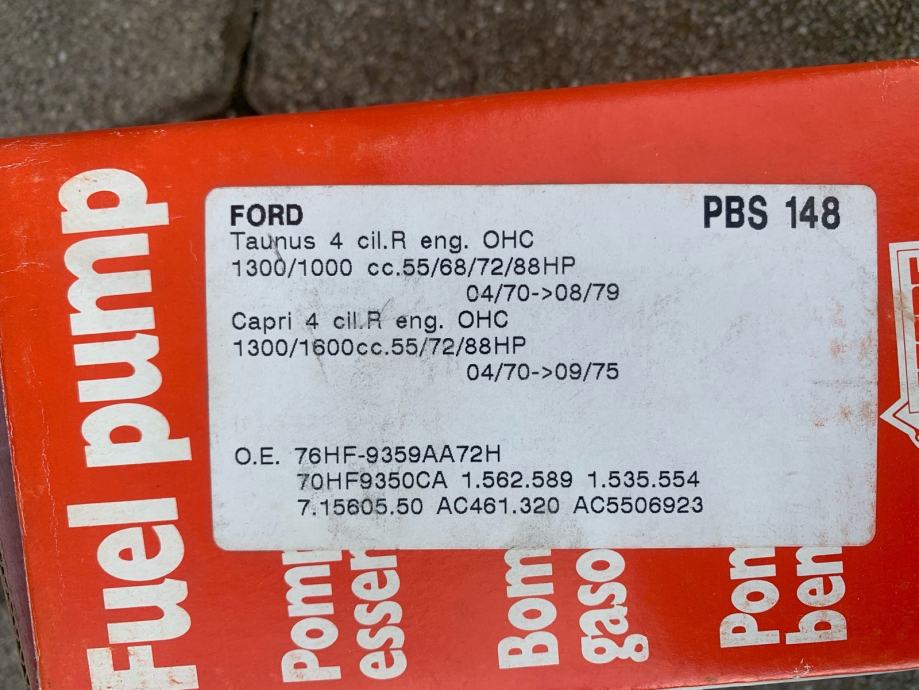 FORD
PBS 148
Taunus 4 cil.R eng. OHC
1300/1000 cc.55/68/72/88HP
04/70->08/79
Capri 4 cil.R eng. OHC
1300/1600cc.55/72/88HP
04/70->09/75
O.E. 76HF-9359AA72H
70HF9350CA 1.562.589 1.535.554
7.15605.50 AC461.320 AC5506923
Fuel pump